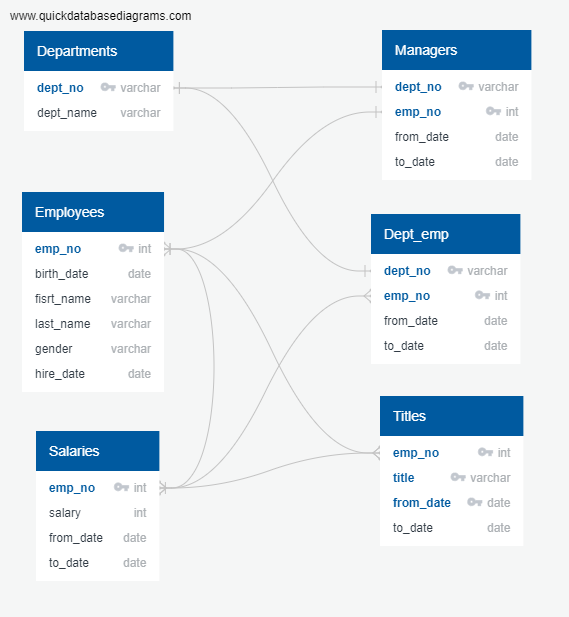 www.quickdatabasediagrams.com
Departments
dept_no varchar
dept_name varchar
Managers
dept_no varchar
emp_no int
from_date date
to_date date
Employees
emp_no int
birth_date date
fisrt_name varchar
last_name varchar
gender varchar
hire_date date
Dept_emp
dept_no varchar
emp_no int
from_date date
to_date date
Salaries
emp_no int
salary int
from_date date
to_date date
Titles
emp_no int
title varchar
from_date date
to_date date